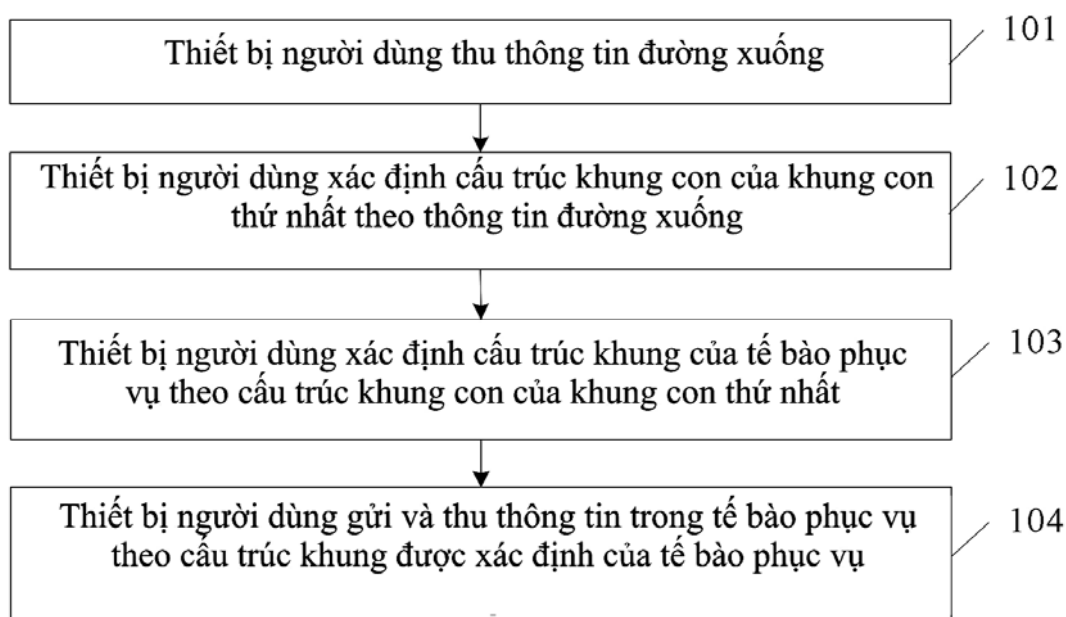 Thiết bị người dùng thu thông tin đường xuống
101
Thiết bị người dùng xác định cấu trúc khung con của khung con
thứ nhất theo thông tin đường xuống
102
Thiết bị người dùng xác định cấu trúc khung của tế bào phục
vụ theo cấu trúc khung con của khung con thứ nhất
103
Thiết bị người dùng gửi và thu thông tin trong tế bào phục vụ
theo cấu trúc khung được xác định của tế bào phục vụ
104